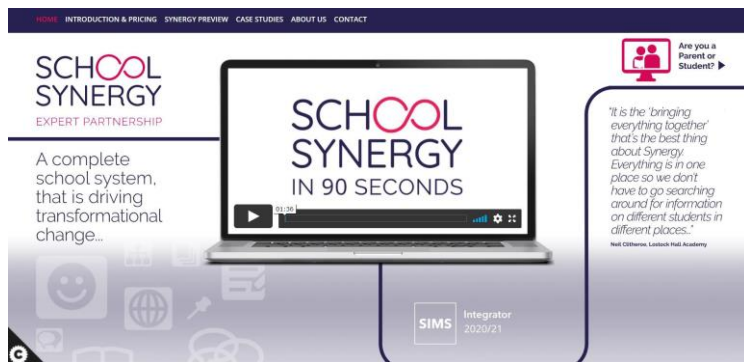 HOME INTRODUCTION & PRICING SYNERGY PREVIEW CASE STUDIES ABOUT US CONTACT
SCHOOL
SYNERGY
EXPERT PARTNERSHIP
A complete
school system,
that is driving
transformational
change...
SCHOOL
SYNERGY
IN 90 SECONDS
01:36
Are you a
Parent or
Student?
"It is the 'bringing
everything together'
that's the best thing
about Synergy.
Everything is in one
place so we don't
have to go searching
around for information
on different students in
different places..."
Neil Clitheroe, Lostock Hall Academy
SIMS
Integrator
2020/21